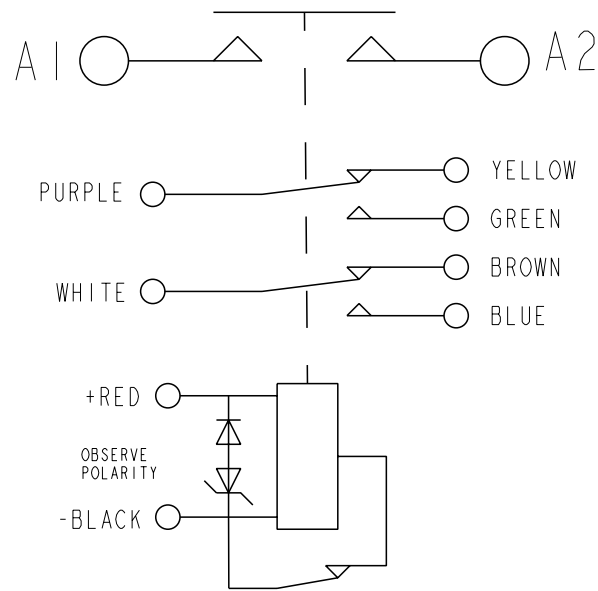 A1
A2
PURPLE
YELLOW
GREEN
WHITE
BROWN
BLUE
+RED
OBSERVE
POLARITY
-BLACK